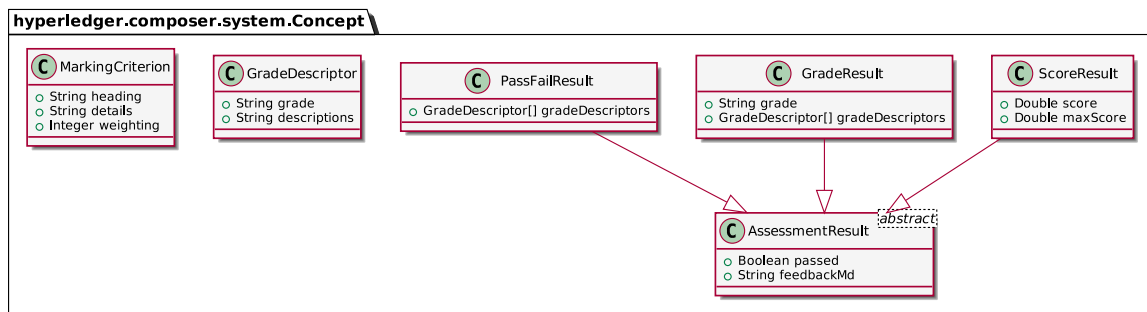 hyperledger.composer.system.Concept
C MarkingCriterion
String heading
String details
Integer weighting
C GradeDescriptor
String grade
String descriptions
C PassFailResult
GradeDescriptor[] gradeDescriptors
C GradeResult
String grade
GradeDescriptor[] gradeDescriptors
C ScoreResult
Double score
Double maxScore
abstract
C AssessmentResult
Boolean passed
String feedbackMd